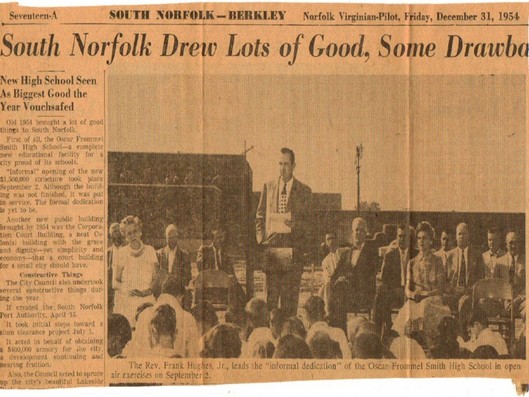 Seventeen-A
SOUTH NORFOLK—BERKLEY
Norfolk Virginian-Pilot, Friday, December 31, 1954
South Norfolk Drew Lots of Good, Some Drawba
New High School Seen
As Biggest Good the
Year Vouchsafed
Old 1954 brought a lot of good
things to South Norfolk.
First of all, the Oscar Frommel
Smith High School—a complete
new educational facility for a
city proud of its schools.
"Informal" opening of the new
$1,500,000 structure took place
September 2. Although the build-
ing was not finished, it was put
in service. The formal dedication
is yet to be.
Another new public building
brought by 1954 was the Corpora-
tion Court Building, a neat Co-
lonial building with the grace
and dignity—yet simplicity and
economy—that a court building
for a small city should have.
Constructive Things
The City Council also undertook
several constructive things dur-
ing the year.
It created the South Norfolk
Port Authority, April
It took initial steps toward a
slum clearance project July
It acted in behalf of obtaining
a armory for the city,
a development continuing and
nearing fruition.
Also, the Council acted to spruce
up the city's beautiful Lakeside
The Rev. Frank Hughes, Jr., leads the "informal dedication" of the Oscar Frommel Smith High School in open
air exercises on September 2.